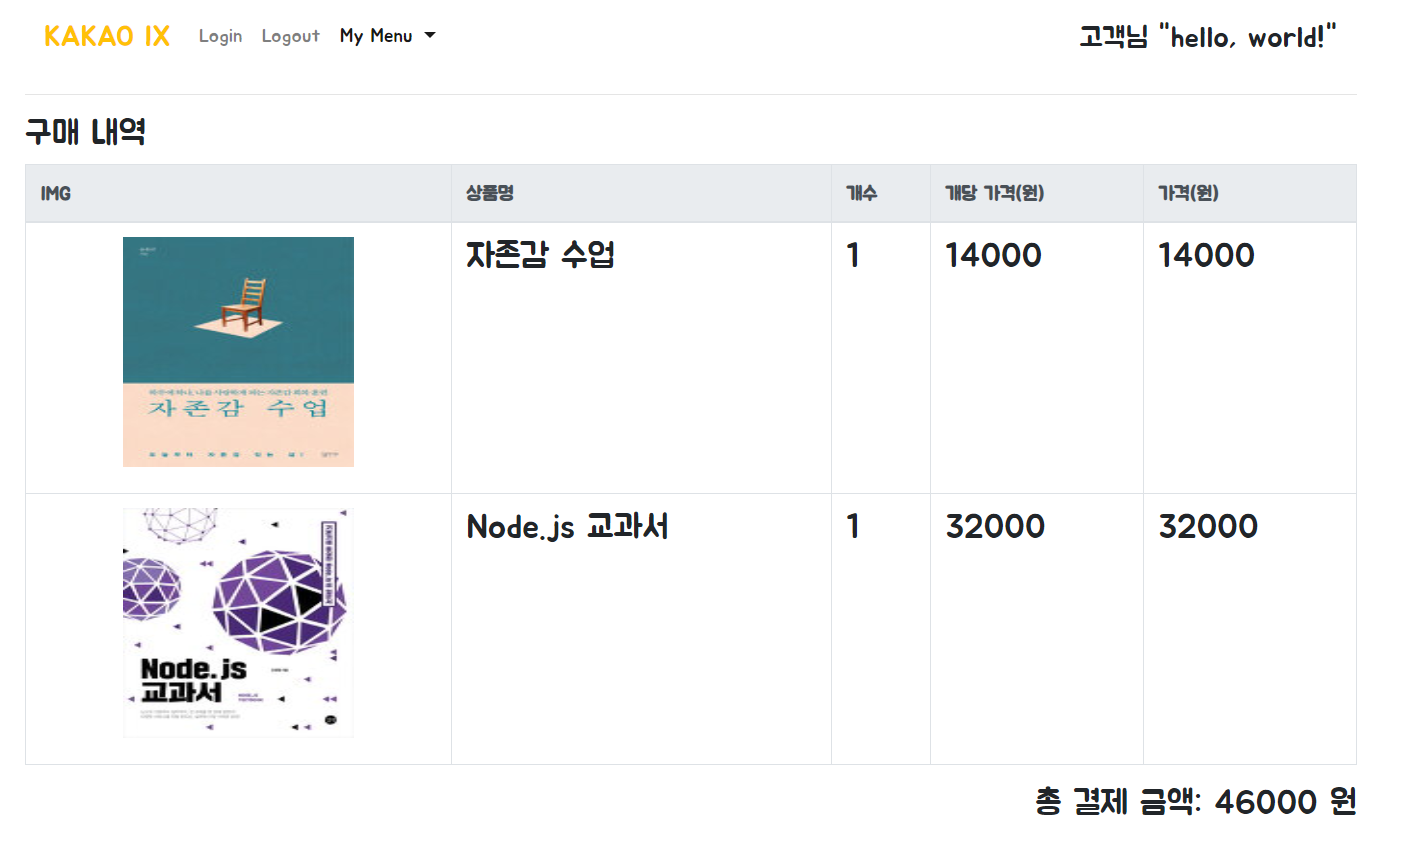 KAKAO IX Login Logout My Menu 고객님 "hello, world!"
구매 내역
IMG 상품명 개수 개당 가격(원) 가격(원)
자존감 수업 1 14000 14000
자존감 수업
Node.js 교과서 1 32000 32000
Node.js
교과서
총 결제 금액: 46000 원